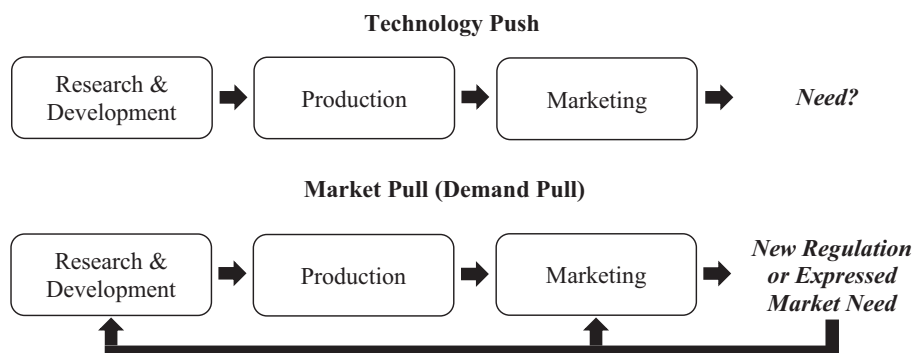 Technology Push
Research &
Development
Production
Marketing
Need?
Market Pull (Demand Pull)
Research &
Development
Production
Marketing
New Regulation
or Expressed
Market Need